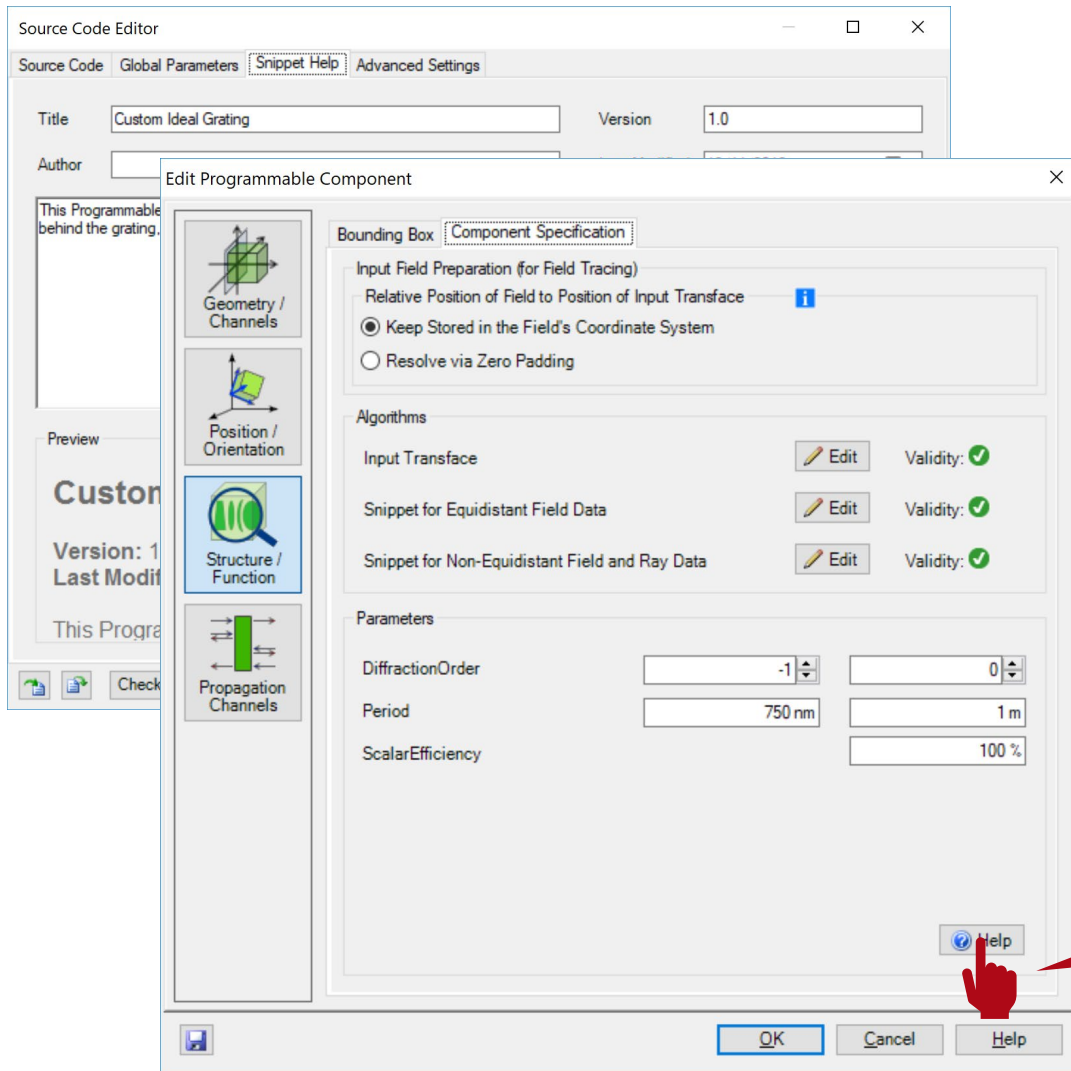 Source Code Editor
Source Code Global Parameters Snippet Help Advanced Settings
Title Custom Ideal Grating Version 1.0
Author
This Programmable
behind the grating.
Preview
Custom
Version: 1
Last Modif
This Progra
Check
Edit Programmable Component
Geometry /
Channels
Position /
Orientation
Structure /
Function
Propagation
Channels
Bounding Box Component Specification
Input Field Preparation (for Field Tracing)
Relative Position of Field to Position of Input Transface
Keep Stored in the Field's Coordinate System
Resolve via Zero Padding
Algorithms
Input Transface Edit Validity:
Snippet for Equidistant Field Data Edit Validity:
Snippet for Non-Equidistant Field and Ray Data Edit Validity:
Parameters
DiffractionOrder -1 0
Period 750 nm 1 m
ScalarEfficiency 100 %
Help
OK Cancel Help